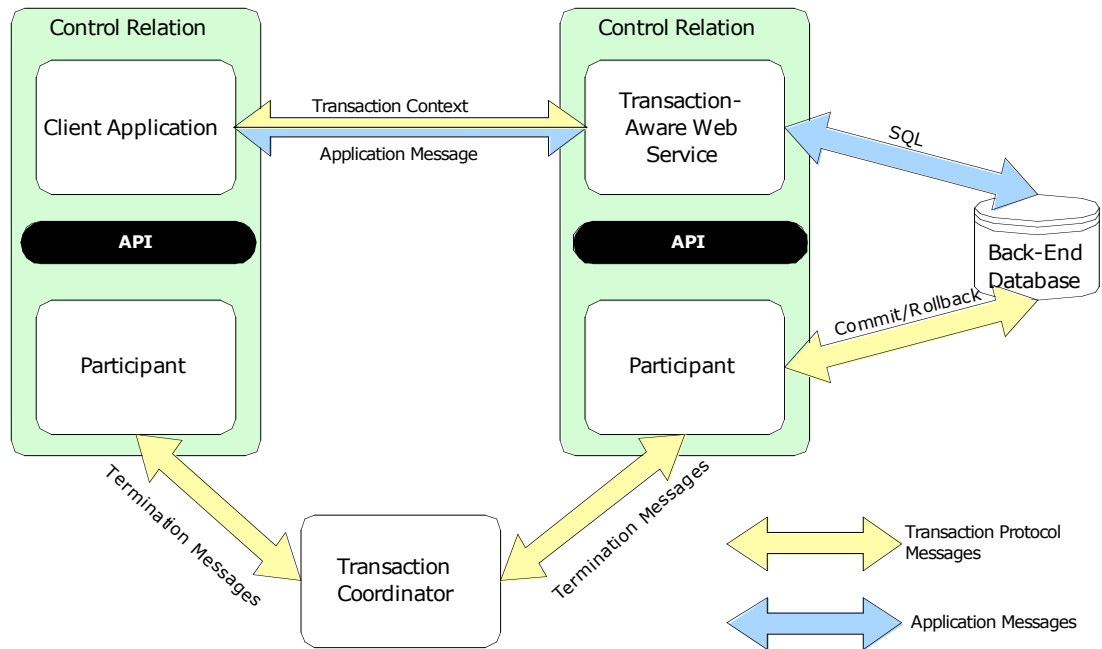 Control Relation
Control Relation
Client Application
Transaction Context
Application Message
Transaction-
Aware Web
Service
SQL
API
API
Back-End
Database
Commit/Rollback
Participant
Participant
Termination Messages
Termination Messages
Transaction
Coordinator
Transaction Protocol
Messages
Application Messages